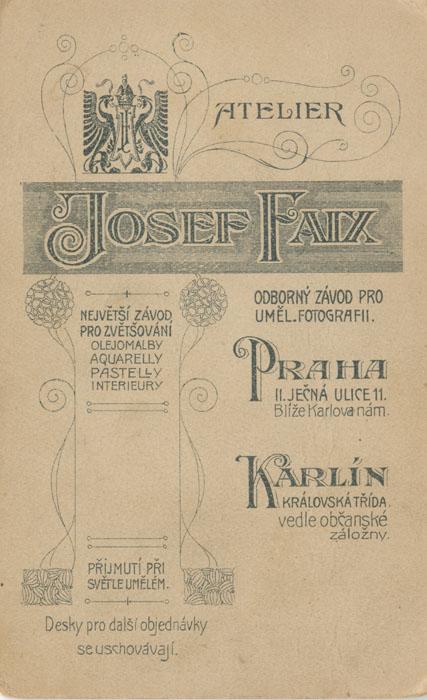 ATELIER
JOSEF FAIX
NEJVĚTŠÍ ZÁVOD
PRO ZVĚTŠOVÁNÍ
OLEJOMALBY
AQUARELLY
PASTELLY
INTERIEURY
PŘIJMUTÍ PŘI
SVĚTLE UMĚLÉM.
ODBORNÝ ZÁVOD PRO
UMĚL. FOTOGRAFII.
PRAHA
II. JEČNÁ ULICE 11.
Blíže Karlova nám.
KARLÍN
KRÁLOVSKÁ TŘÍDA.
vedle občanské
záložny.
Desky pro další objednávky
se uschovávají.